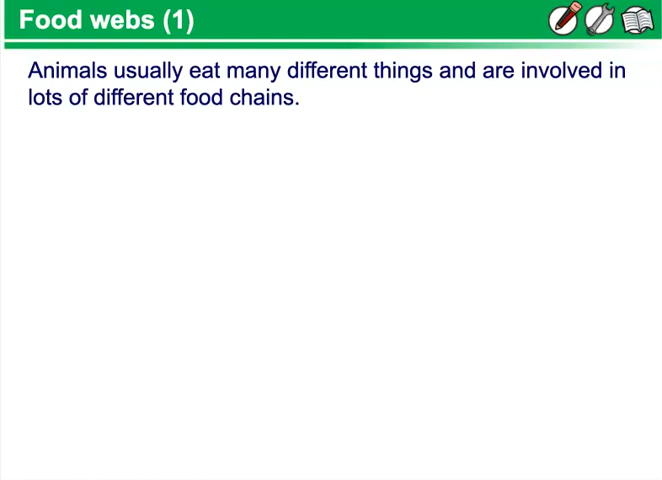 Food webs (1)
Animals usually eat many different things and are involved in
lots of different food chains.